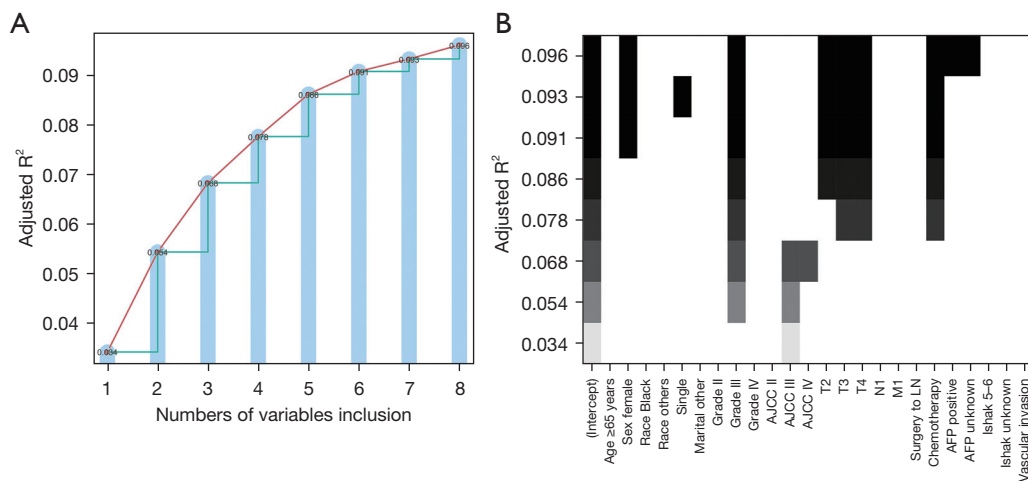 A
Adjusted R²
0.09
0.08
0.07
0.06
0.05
0.04
0.034
0.054
0.068
0.078
0.086
0.091
0.093
0.096
1 2 3 4 5 6 7 8
Numbers of variables inclusion
B
Adjusted R²
0.096
0.093
0.091
0.086
0.078
0.068
0.054
0.034
(Intercept)
Age ≥65 years
Sex female
Race Black
Race others
Single
Marital other
Grade II
Grade III
Grade IV
AJCC II
AJCC III
AJCC IV
T2
T3
T4
N1
M1
Surgery to LN
Chemotherapy
AFP positive
AFP unknown
Ishak 5–6
Ishak unknown
Vascular invasion